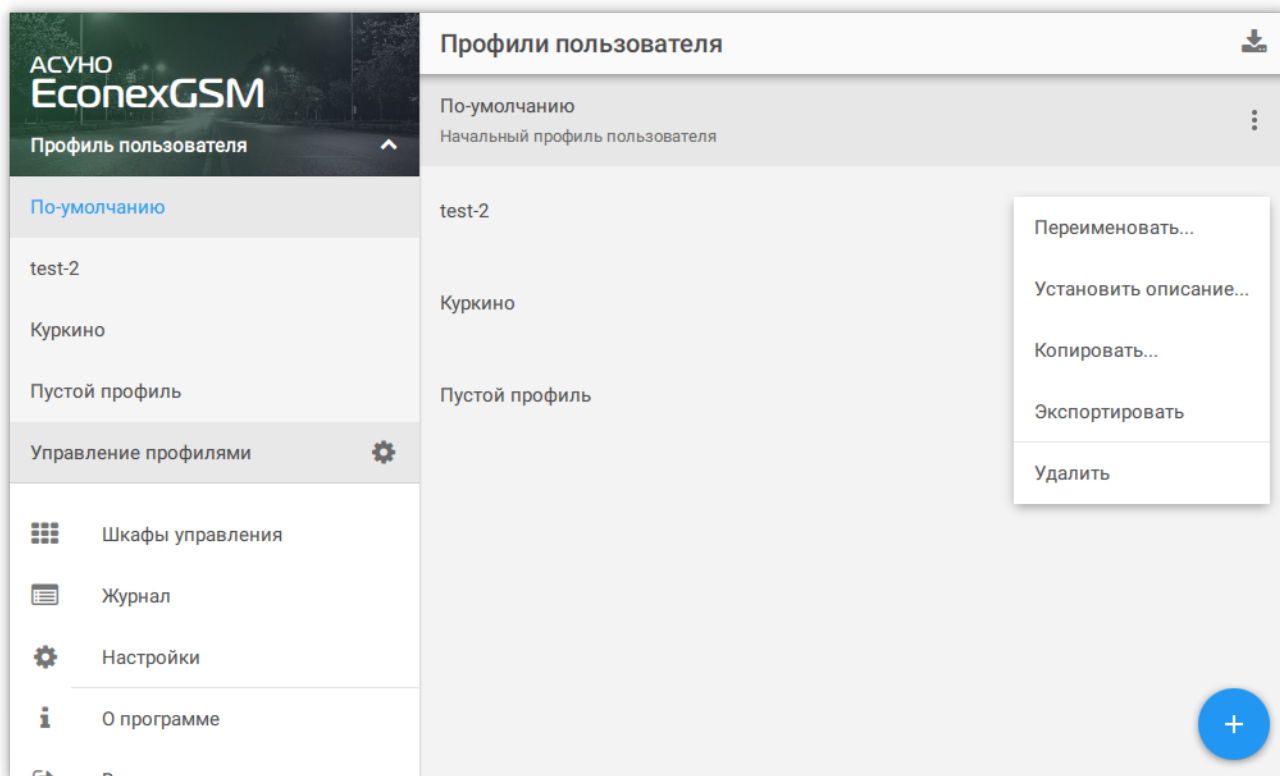 АСУНО
EconexGSM
Профиль пользователя
По-умолчанию
test-2
Куркино
Пустой профиль
Управление профилями
Шкафы управления
Журнал
Настройки
О программе
Профили пользователя
По-умолчанию
Начальный профиль пользователя
test-2
Куркино
Пустой профиль
Переименовать...
Установить описание...
Копировать...
Экспортировать
Удалить